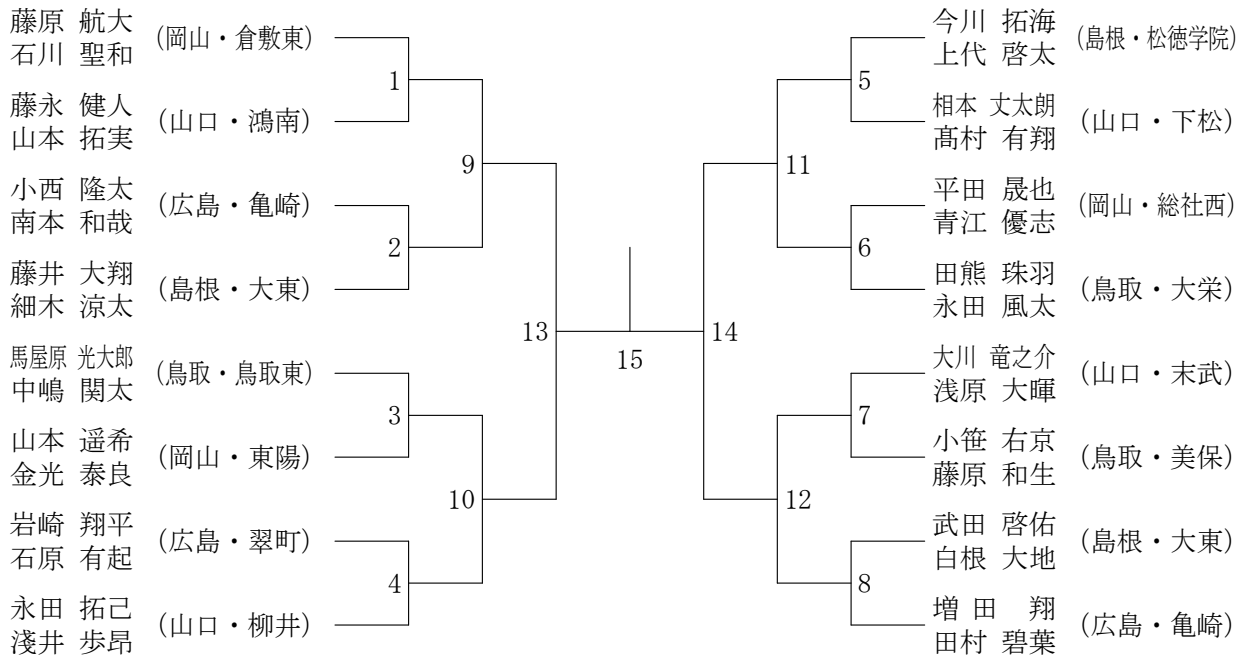 藤原 航大
石川 聖和
(岡山・倉敷東)
1
藤永 健人
山本 拓実
(山口・鴻南)
9
小西 隆太
南本 和哉
(広島・亀崎)
2
藤井 大翔
細木 涼太
(島根・大東)
13
馬屋原 光大郎
中嶋 関太
(鳥取・鳥取東)
3
山本 遥希
金光 泰良
(岡山・東陽)
10
岩崎 翔平
石原 有起
(広島・翠町)
4
永田 拓己
淺井 歩昂
(山口・柳井)
15
今川 拓海
上代 啓太
(島根・松徳学院)
5
相本 丈太朗
髙村 有翔
(山口・下松)
11
平田 晟也
青江 優志
(岡山・総社西)
6
田熊 珠羽
永田 風太
(鳥取・大栄)
14
大川 竜之介
浅原 大暉
(山口・末武)
7
小笹 右京
藤原 和生
(鳥取・美保)
12
武田 啓佑
白根 大地
(島根・大東)
8
増田 翔
田村 碧葉
(広島・亀崎)